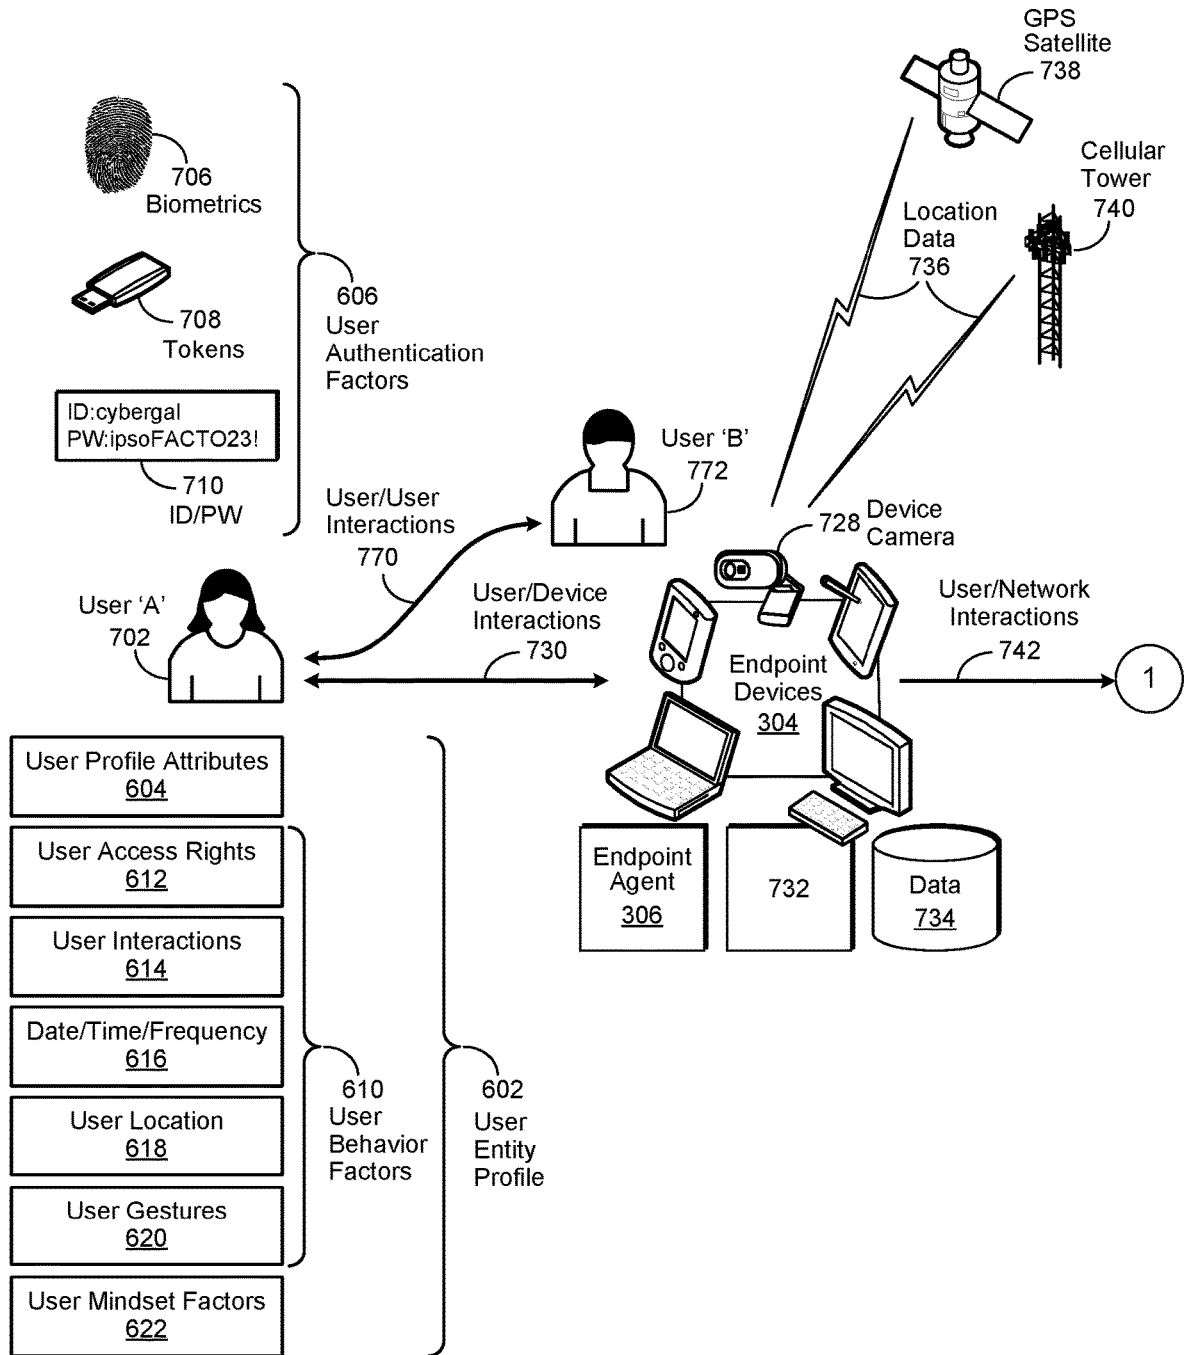 GPS
Satellite
738
706
Biometrics
Cellular
Tower
740
Location
Data
736
708
Tokens
606
User
Authentication
Factors
ID:cybergal
PW:ipsoFACTO23!
710
ID/PW
User 'B'
772
User/User
Interactions
770
728
Device
Camera
User 'A'
702
User/Device
Interactions
730
User/Network
Interactions
742
1
Endpoint
Devices
304
User Profile Attributes
604
User Access Rights
612
Endpoint
Agent
306
732
Data
734
User Interactions
614
Date/Time/Frequency
616
610
User
Behavior
Factors
602
User
Entity
Profile
User Location
618
User Gestures
620
User Mindset Factors
622